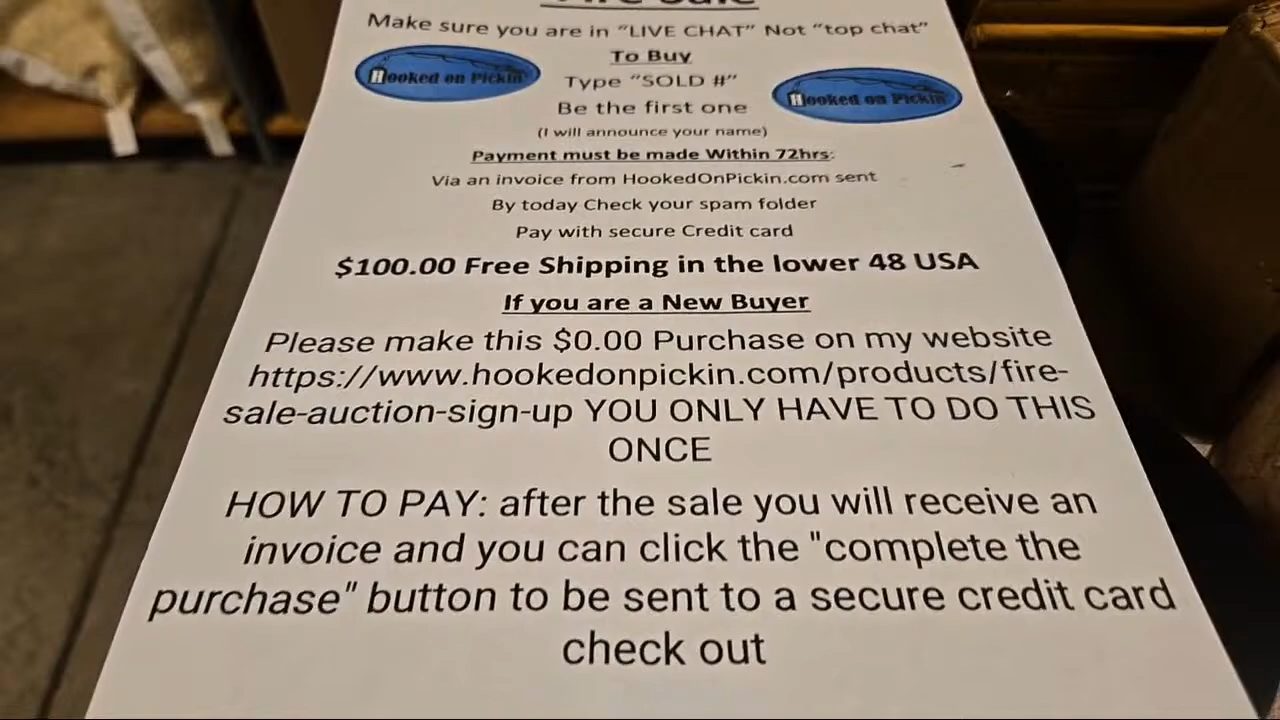 Fire Sale
Make sure you are in “LIVE CHAT” Not “top chat”
To Buy
Hooked on Pickin'
Type “SOLD #”
Hooked on Pickin'
Be the first one
(I will announce your name)
Payment must be made Within 72hrs:
Via an invoice from HookedOnPickin.com sent
By today Check your spam folder
Pay with secure Credit card
$100.00 Free Shipping in the lower 48 USA
If you are a New Buyer
Please make this $0.00 Purchase on my website
https://www.hookedonpickin.com/products/fire-
sale-auction-sign-up YOU ONLY HAVE TO DO THIS
ONCE
HOW TO PAY: after the sale you will receive an
invoice and you can click the "complete the
purchase" button to be sent to a secure credit card
check out